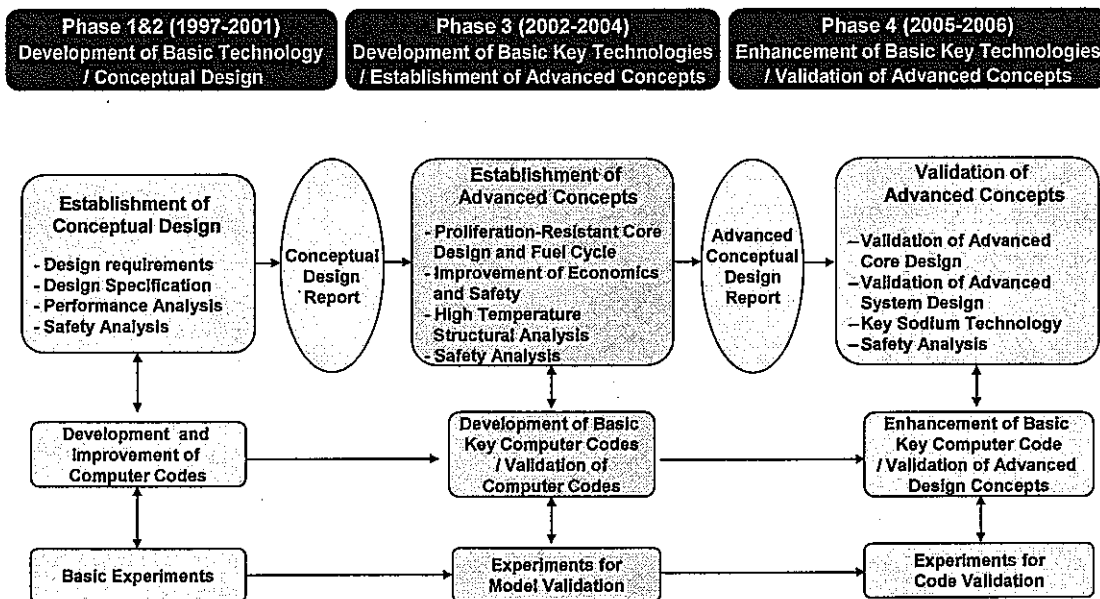 Phase 1&2 (1997-2001)
Development of Basic Technology
/ Conceptual Design
Phase 3 (2002-2004)
Development of Basic Key Technologies
/ Establishment of Advanced Concepts
Phase 4 (2005-2006)
Enhancement of Basic Key Technologies
/ Validation of Advanced Concepts
Establishment of
Conceptual Design
- Design requirements
- Design Specification
- Performance Analysis
- Safety Analysis
Conceptual
Design
Report
Establishment of
Advanced Concepts
- Proliferation-Resistant Core
Design and Fuel Cycle
- Improvement of Economics
and Safety
- High Temperature
Structural Analysis
- Safety Analysis
Advanced
Conceptual
Design
Report
Validation of
Advanced Concepts
– Validation of Advanced
Core Design
– Validation of Advanced
System Design
– Key Sodium Technology
– Safety Analysis
Development and
Improvement of
Computer Codes
Development of Basic
Key Computer Codes
/ Validation of
Computer Codes
Enhancement of Basic
Key Computer Code
/ Validation of Advanced
Design Concepts
Basic Experiments
Experiments for
Model Validation
Experiments for
Code Validation